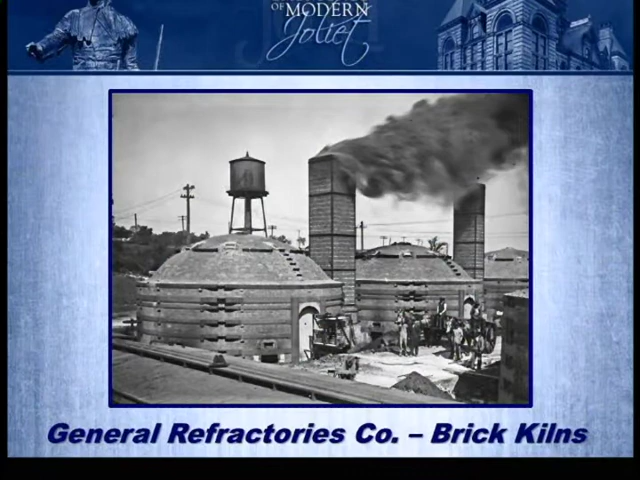 OF MODERN
Joliet
General Refractories Co. – Brick Kilns